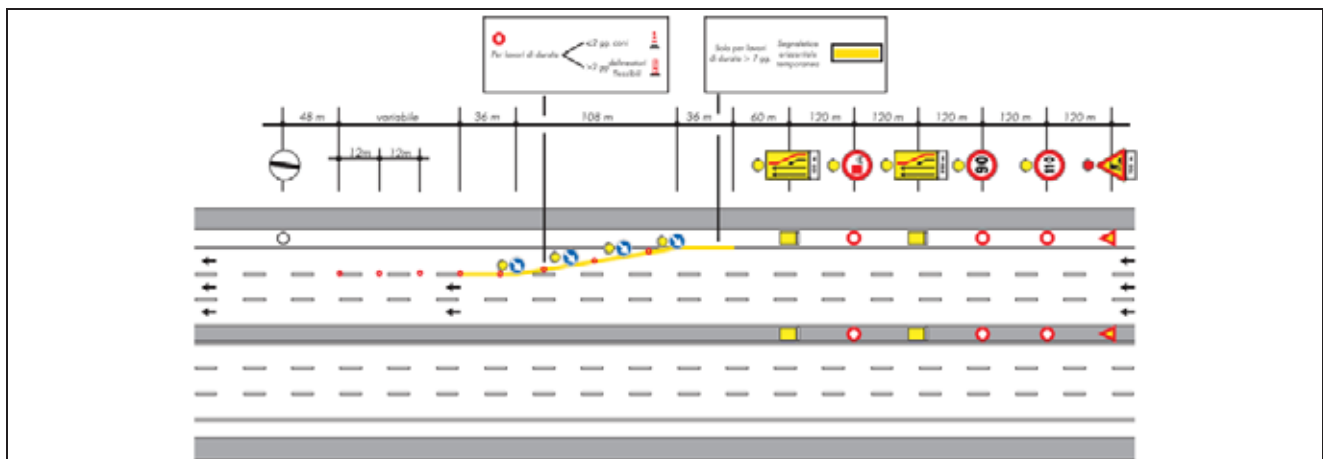 Per lavori di durata
≤2 gg. coni
>2 gg. delineatori
flessibili
Solo per lavori
di durata > 7 gg.
Segnaletica
orizzontale
temporanea
48 m
variabile
36 m
108 m
36 m
60 m
120 m
120 m
120 m
120 m
120 m
12m
12m
90
110